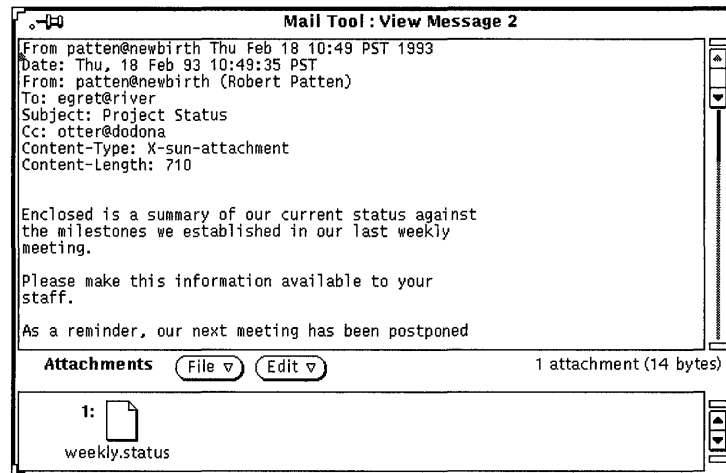 Mail Tool : View Message 2
From patten@newbirth Thu Feb 18 10:49 PST 1993
Date: Thu, 18 Feb 93 10:49:35 PST
From: patten@newbirth (Robert Patten)
To: egret@river
Subject: Project Status
Cc: otter@dodona
Content-Type: X-sun-attachment
Content-Length: 710
Enclosed is a summary of our current status against
the milestones we established in our last weekly
meeting.
Please make this information available to your
staff.
As a reminder, our next meeting has been postponed
Attachments File Edit 1 attachment (14 bytes)
1:
weekly.status